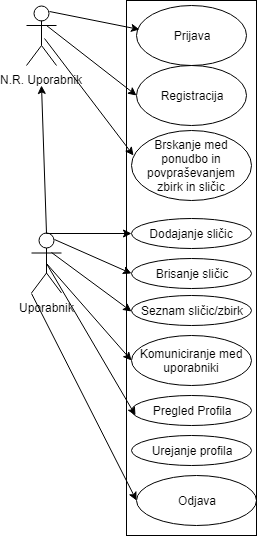 Prijava
N.R. Uporabnik
Registracija
Brskanje med
ponudbo in
povpraševanjem
zbirk in sličic
Dodajanje sličic
Brisanje sličic
Uporabnik
Seznam sličic/zbirk
Komuniciranje med
uporabniki
Pregled Profila
Urejanje profila
Odjava